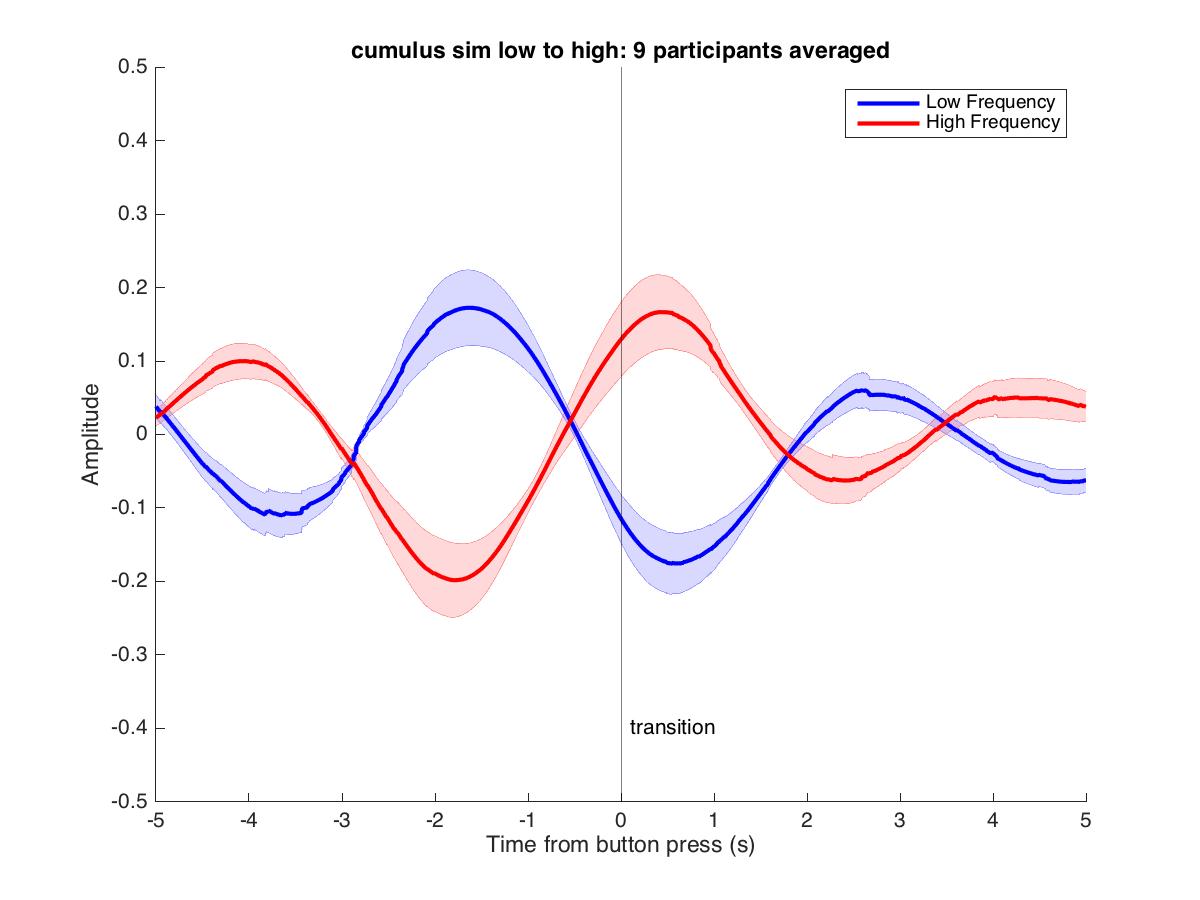 cumulus sim low to high: 9 participants averaged
0.5
Low Frequency
High Frequency
0.4
0.3
0.2
0.1
0
-0.1
-0.2
-0.3
-0.4
-0.5
Amplitude
transition
-5 -4 -3 -2 -1 0 1 2 3 4 5
Time from button press (s)